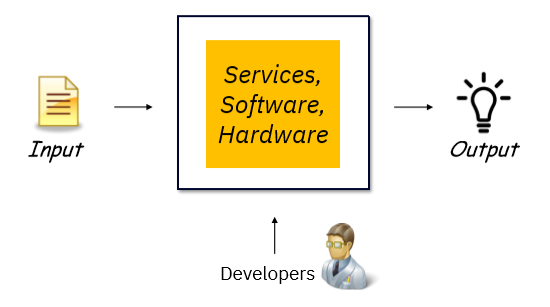 Services,
Software,
Hardware
Input
Output
Developers